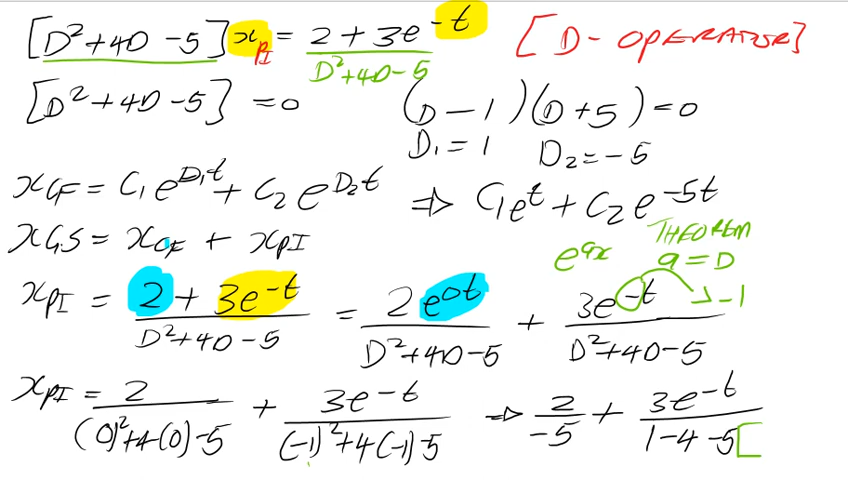 [D²+4D-5]x_PI = (2+3e^-t)/(D²+4D-5) [D-OPERATOR]
[D²+4D-5]=0 (D-1)(D+5)=0
D₁=1 D₂=-5
x_CF = C₁e^D₁t + C₂e^D₂t ⇒ C₁e^t + C₂e^-5t
x_GS = x_CF + x_PI e^ax THEOREM a=D
x_PI = (2+3e^-t)/(D²+4D-5) = 2e^0t/(D²+4D-5) + 3e^-t/(D²+4D-5) → -1
x_PI = 2/((0)²+4(0)-5) + 3e^-t/((-1)²+4(-1)-5) ⇒ 2/-5 + 3e^-t/(1-4-5[